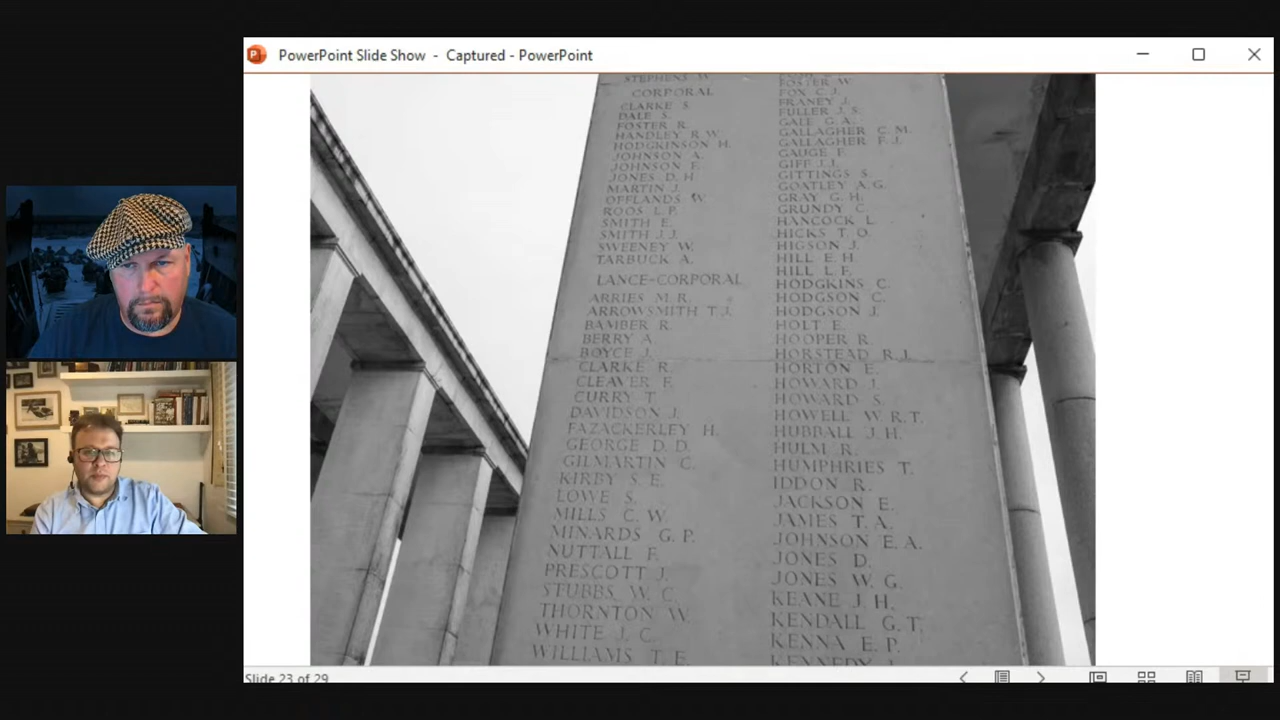 PowerPoint Slide Show - Captured - PowerPoint
STEPHENS W.
CORPORAL
CLARKE S.
DALE S.
FOSTER R.
HANDLEY R.W.
HODGKINSON H.
JOHNSON A.
JOHNSON F.
JONES D.H.
MARTIN J.
OFFLANDS W.
ROOS L.P.
SMITH E.
SMITH J.J.
SWEENEY W.
TARBUCK A.
LANCE-CORPORAL
ARRIES M.R.
ARROWSMITH T.J.
BAMBER R.
BERRY A.
BOYCE J.
CLARKE R.
CLEAVER F.
CURRY T.
DAVIDSON J.
FAZACKERLEY H.
GEORGE D.D.
GILMARTIN C.
KIRBY S.E.
LOWE S.
MILLS C.W.
MINARDS G.P.
NUTTALL F.
PRESCOTT J.
STUBBS W.C.
THORNTON W.
WHITE J.C.
WILLIAMS T.E.
FOSTER W.
FOX C.J.
FRANEY J.
FULLER J.S.
GALE G.A.
GALLAGHER C.M.
GALLAGHER F.J.
GAUGE F.
GIFF J.J.
GITTINGS S.
GOATLEY A.G.
GRAY G.H.
GRUNDY C.
HANCOCK L.
HICKS T.O.
HIGSON J.
HILL E.H.
HILL L.F.
HODGKINS C.
HODGSON C.
HODGSON J.
HOLT E.
HOOPER R.
HORSTEAD R.J.
HORTON E.
HOWARD J.
HOWARD S.
HOWELL W.R.T.
HUBBALL J.H.
HULM R.
HUMPHRIES T.
IDDON R.
JACKSON E.
JAMES T.A.
JOHNSON E.A.
JONES D.
JONES W.G.
KEANE J.H.
KENDALL G.T.
KENNA E.P.
KENNEDY J.
Slide 23 of 29